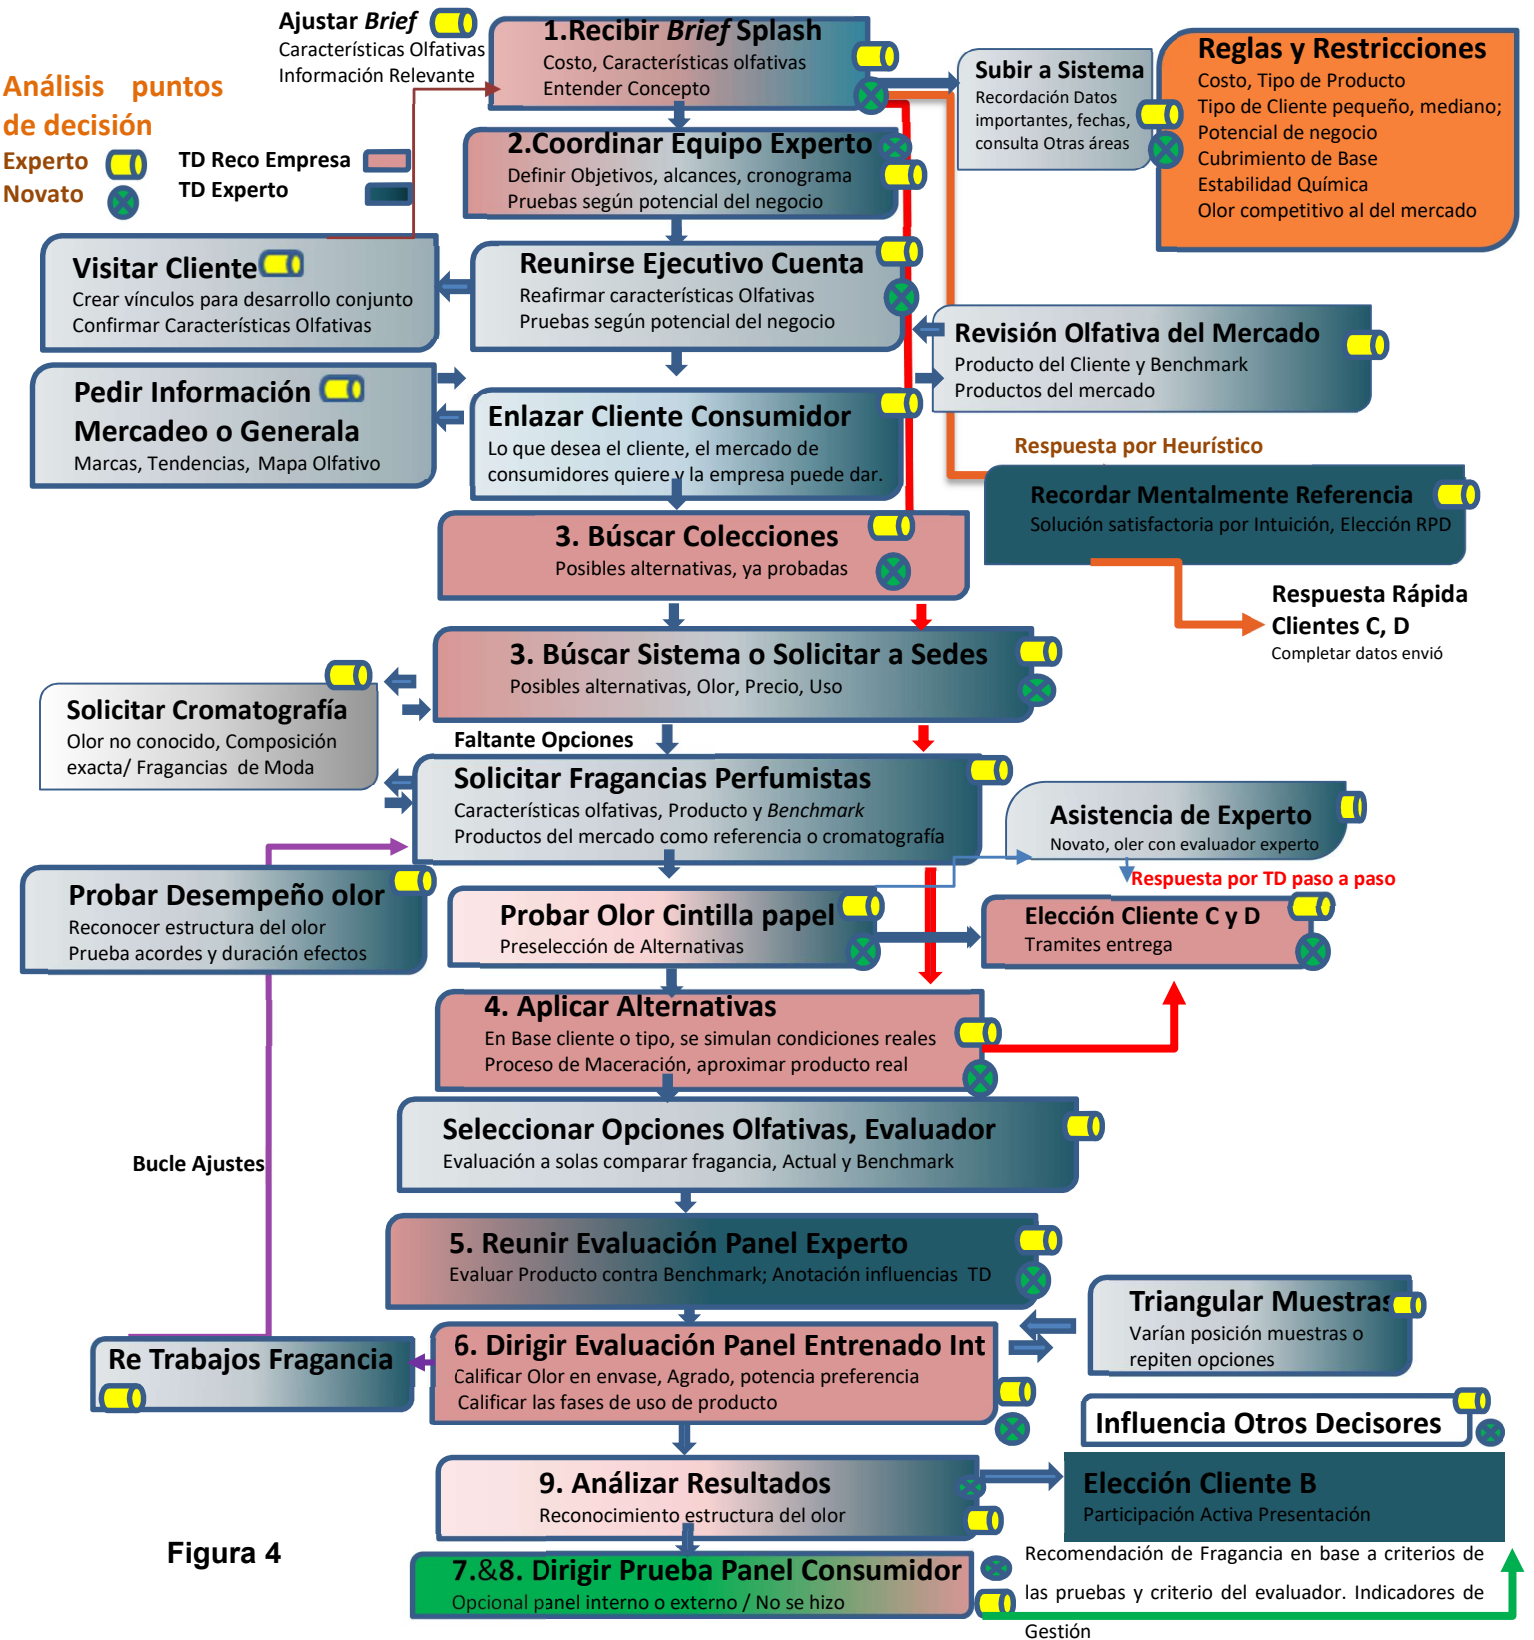 Ajustar Brief
Características Olfativas
Información Relevante
Análisis puntos
de decisión
Experto
Novato
TD Reco Empresa
TD Experto
1.Recibir Brief Splash
Costo, Características olfativas
Entender Concepto
Subir a Sistema
Recordación Datos
importantes, fechas,
consulta Otras áreas
Reglas y Restricciones
Costo, Tipo de Producto
Tipo de Cliente pequeño, mediano;
Potencial de negocio
Cubrimiento de Base
Estabilidad Química
Olor competitivo al del mercado
2.Coordinar Equipo Experto
Definir Objetivos, alcances, cronograma
Pruebas según potencial del negocio
Visitar Cliente
Crear vínculos para desarrollo conjunto
Confirmar Características Olfativas
Reunirse Ejecutivo Cuenta
Reafirmar características Olfativas
Pruebas según potencial del negocio
Revisión Olfativa del Mercado
Producto del Cliente y Benchmark
Productos del mercado
Pedir Información
Mercadeo o Generala
Marcas, Tendencias, Mapa Olfativo
Enlazar Cliente Consumidor
Lo que desea el cliente, el mercado de
consumidores quiere y la empresa puede dar.
Respuesta por Heurístico
Recordar Mentalmente Referencia
Solución satisfactoria por Intuición, Elección RPD
3. Búscar Colecciones
Posibles alternativas, ya probadas
Respuesta Rápida
Clientes C, D
Completar datos envió
3. Búscar Sistema o Solicitar a Sedes
Posibles alternativas, Olor, Precio, Uso
Solicitar Cromatografía
Olor no conocido, Composición
exacta/ Fragancias de Moda
Faltante Opciones
Solicitar Fragancias Perfumistas
Características olfativas, Producto y Benchmark
Productos del mercado como referencia o cromatografía
Asistencia de Experto
Novato, oler con evaluador experto
Respuesta por TD paso a paso
Probar Desempeño olor
Reconocer estructura del olor
Prueba acordes y duración efectos
Probar Olor Cintilla papel
Preselección de Alternativas
Elección Cliente C y D
Tramites entrega
4. Aplicar Alternativas
En Base cliente o tipo, se simulan condiciones reales
Proceso de Maceración, aproximar producto real
Seleccionar Opciones Olfativas, Evaluador
Evaluación a solas comparar fragancia, Actual y Benchmark
Bucle Ajustes
5. Reunir Evaluación Panel Experto
Evaluar Producto contra Benchmark; Anotación influencias TD
Triangular Muestras
Varían posición muestras o
repiten opciones
Re Trabajos Fragancia
6. Dirigir Evaluación Panel Entrenado Int
Calificar Olor en envase, Agrado, potencia preferencia
Calificar las fases de uso de producto
Influencia Otros Decisores
9. Análizar Resultados
Reconocimiento estructura del olor
Elección Cliente B
Participación Activa Presentación
Figura 4
7.&8. Dirigir Prueba Panel Consumidor
Opcional panel interno o externo / No se hizo
Recomendación de Fragancia en base a criterios de
las pruebas y criterio del evaluador. Indicadores de
Gestión